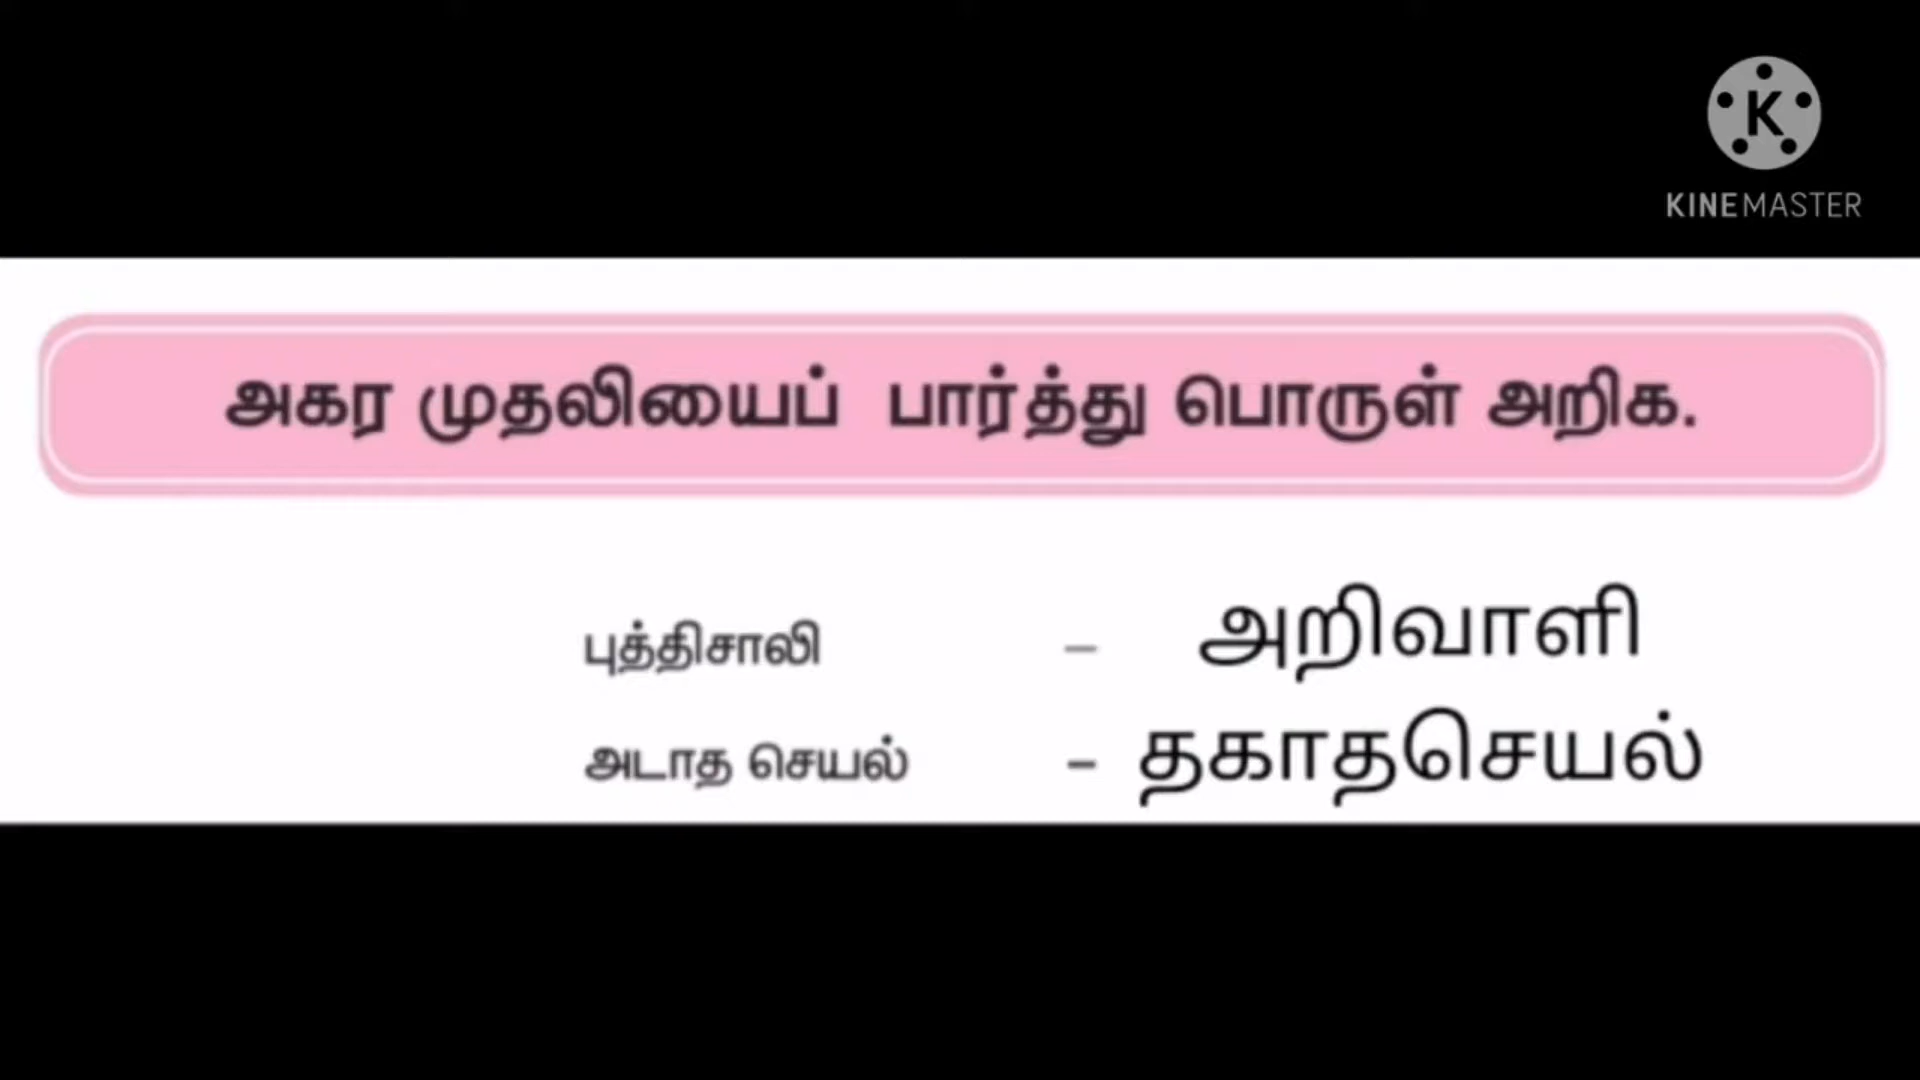 KINEMASTER
அகர முதலியைப் பார்த்து பொருள் அறிக.
புத்திசாலி – அறிவாளி
அடாத செயல் - தகாதசெயல்